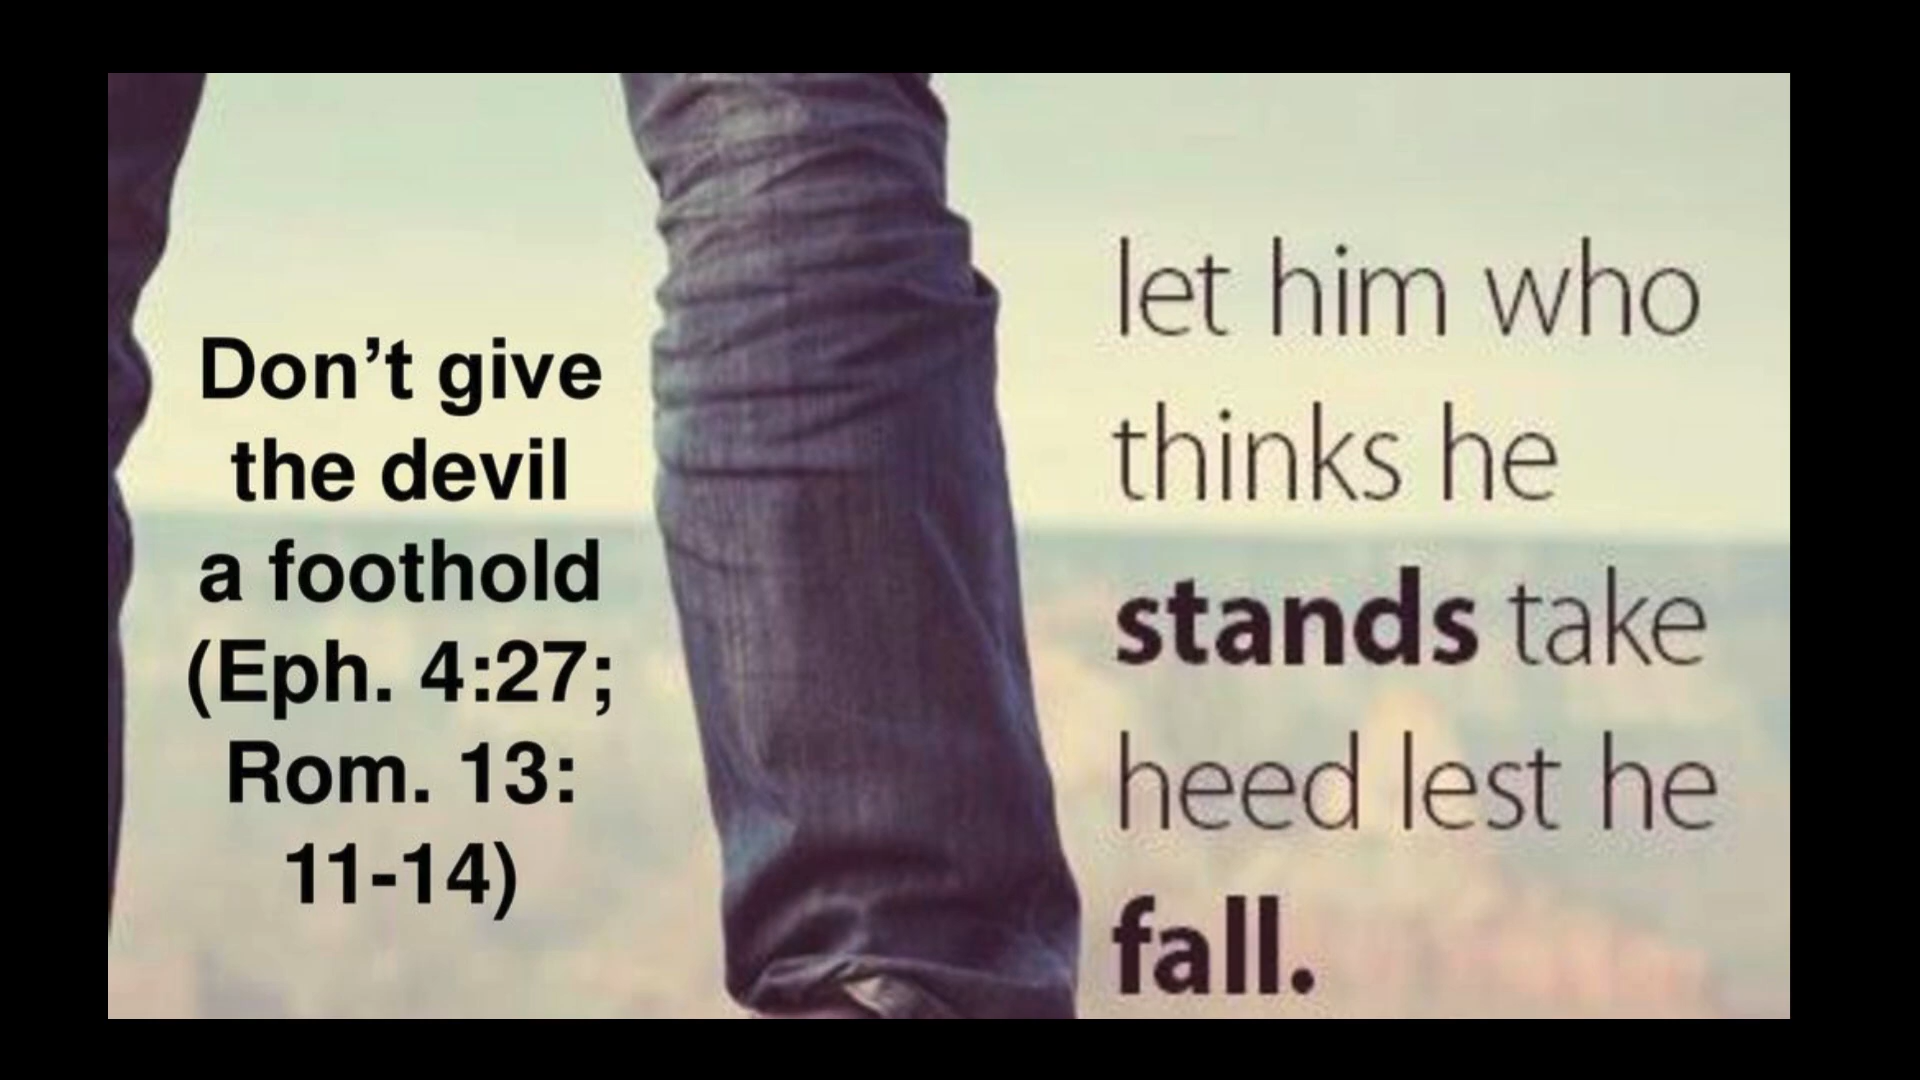 Don’t give
the devil
a foothold
(Eph. 4:27;
Rom. 13:
11-14)
let him who
thinks he
stands take
heed lest he
fall.